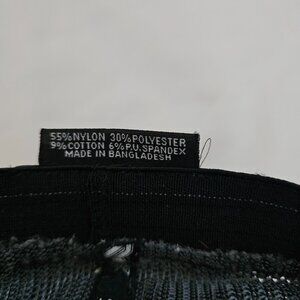 55%NYLON 30%POLYESTER
9%COTTON 6%P.U.SPANDEX
MADE IN BANGLADESH